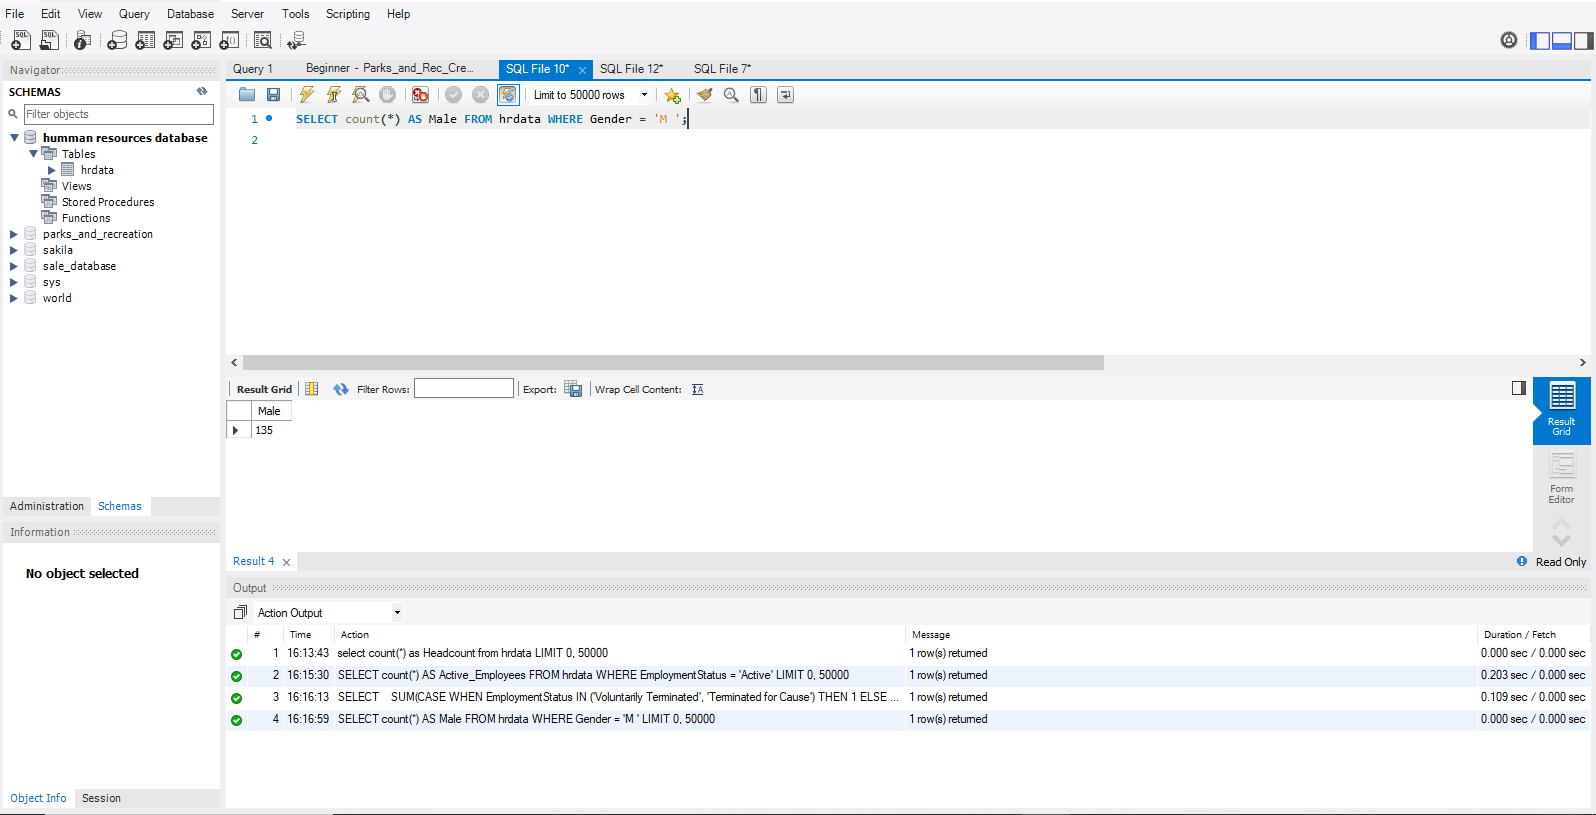 File Edit View Query Database Server Tools Scripting Help
Navigator
SCHEMAS
Filter objects
humman resources database
Tables
hrdata
Views
Stored Procedures
Functions
parks_and_recreation
sakila
sale_database
sys
world
Administration Schemas
Information
No object selected
Object Info Session
Query 1 Beginner - Parks_and_Rec_Cre... SQL File 10* SQL File 12* SQL File 7*
Limit to 50000 rows
1 SELECT count(*) AS Male FROM hrdata WHERE Gender = 'M ';
2
Result Grid Filter Rows: Export: Wrap Cell Content:
Male
135
Result Grid
Form Editor
Result 4 Read Only
Output
Action Output
# Time Action Message Duration / Fetch
1 16:13:43 select count(*) as Headcount from hrdata LIMIT 0, 50000 1 row(s) returned 0.000 sec / 0.000 sec
2 16:15:30 SELECT count(*) AS Active_Employees FROM hrdata WHERE EmploymentStatus = 'Active' LIMIT 0, 50000 1 row(s) returned 0.203 sec / 0.000 sec
3 16:16:13 SELECT SUM(CASE WHEN EmploymentStatus IN ('Voluntarily Terminated', 'Terminated for Cause') THEN 1 ELSE ... 1 row(s) returned 0.109 sec / 0.000 sec
4 16:16:59 SELECT count(*) AS Male FROM hrdata WHERE Gender = 'M ' LIMIT 0, 50000 1 row(s) returned 0.000 sec / 0.000 sec